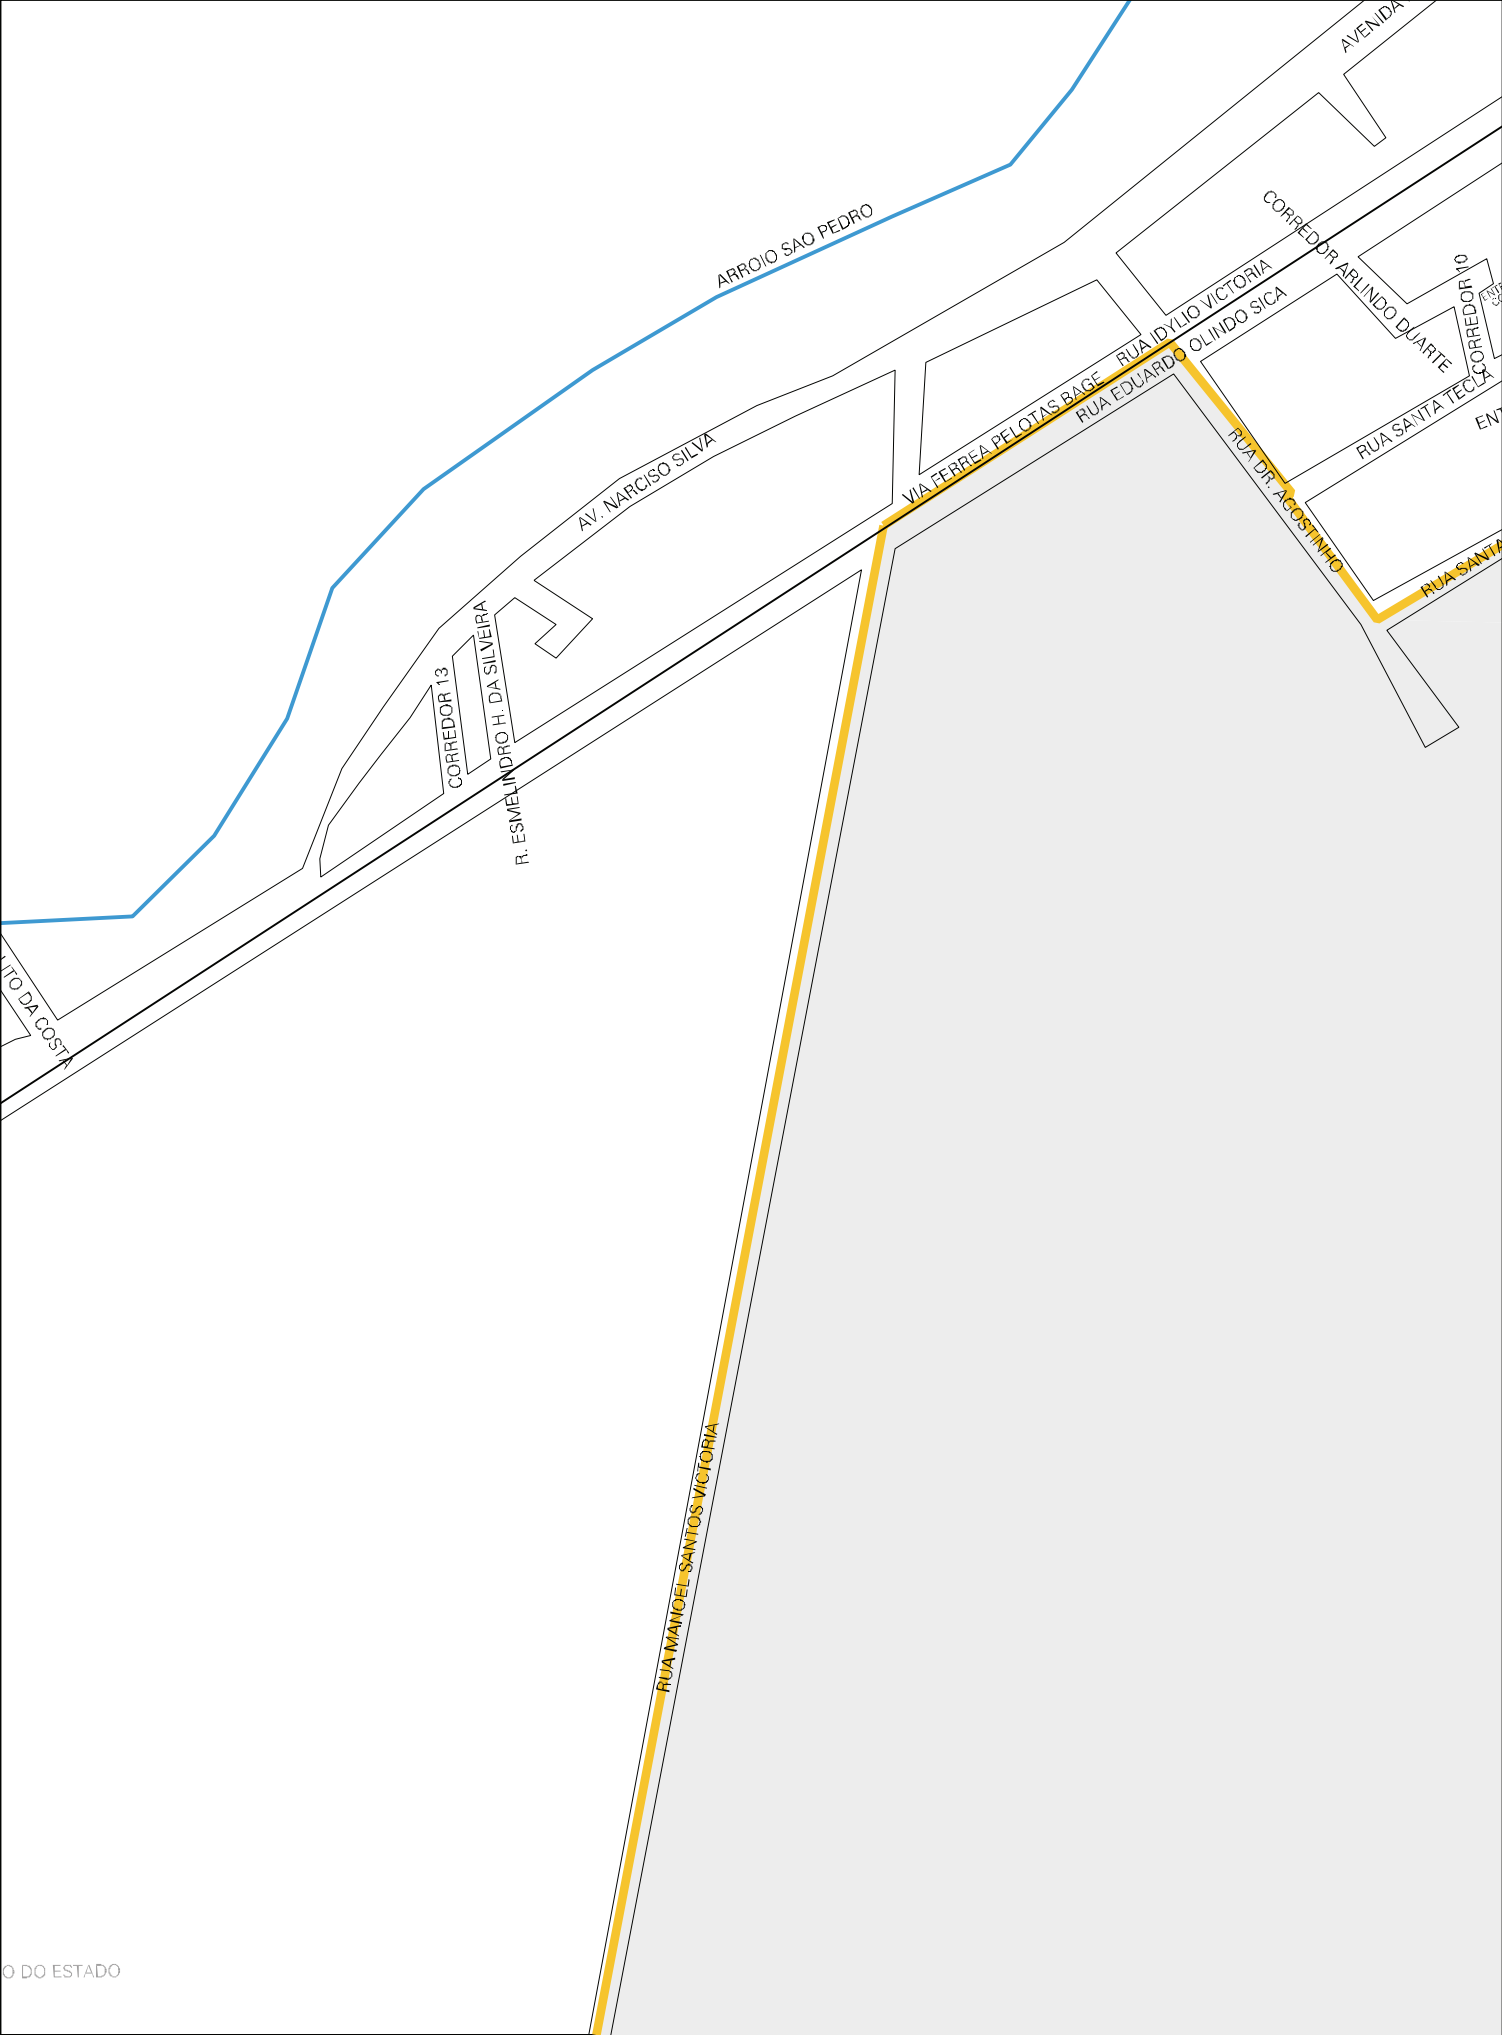 AVENIDA
ARROIO SAO PEDRO
CORREDOR ARLINDO DUARTE
RUA IDYLIO VICTORIA
CORREDOR 10
RUA EDUARDO OLINDO SICA
VIA FERREA PELOTAS BAGE
RUA SANTA TECLA
ENT
AV. NARCISO SILVA
RUA DR. AGOSTINHO
RUA SANTA
CORREDOR 13
R. ESMELINDRO H. DA SILVEIRA
UTO DA COSTA
RUA MANOEL SANTOS VICTORIA
O DO ESTADO